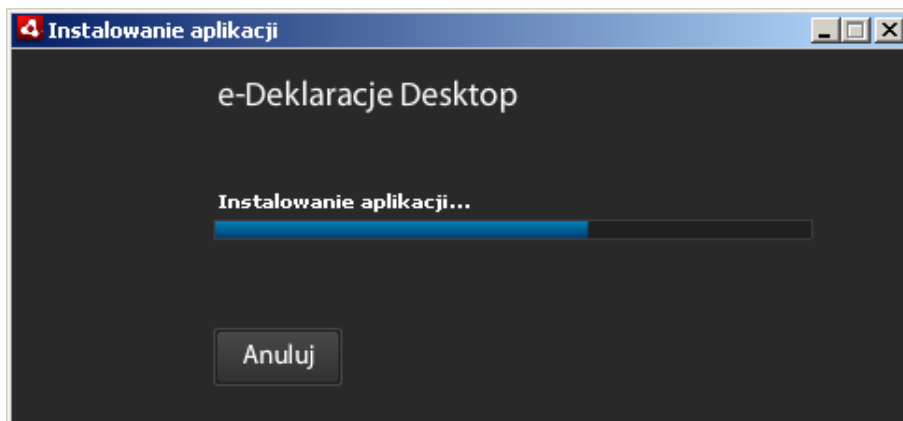 Instalowanie aplikacji
e-Deklaracje Desktop
Instalowanie aplikacji...
Anuluj